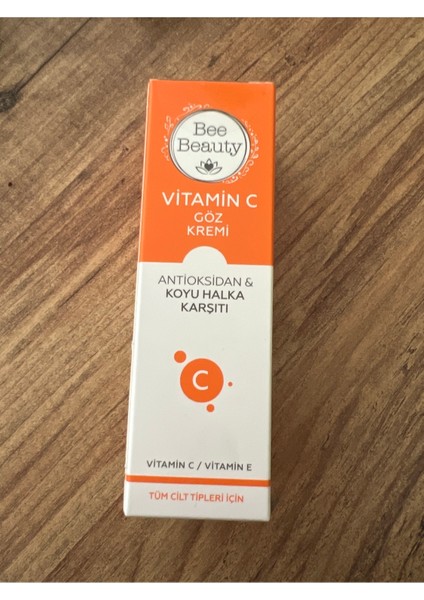 Bee
Beauty
VİTAMİN C
GÖZ
KREMİ
ANTİOKSİDAN &
KOYU HALKA
KARŞITI
C
VİTAMİN C / VİTAMİN E
TÜM CİLT TİPLERİ İÇİN